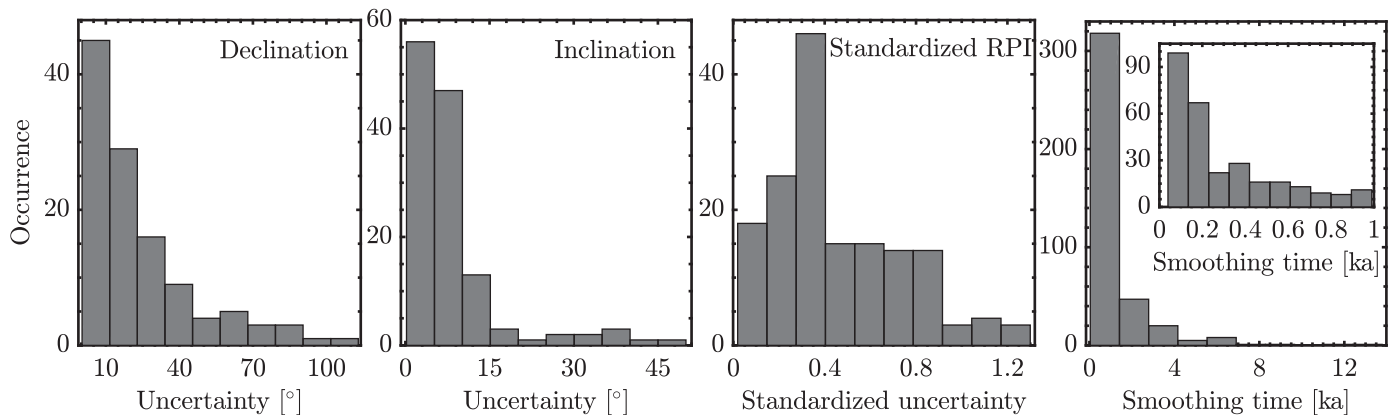 Occurrence
Declination
0
20
40
10 40 70 100
Uncertainty [°]
Inclination
0
20
40
60
0 15 30 45
Uncertainty [°]
Standardized RPI
0
20
40
0 0.4 0.8 1.2
Standardized uncertainty
0
100
200
300
0 4 8 12
Smoothing time [ka]
0
30
60
90
0 0.2 0.4 0.6 0.8 1
Smoothing time [ka]